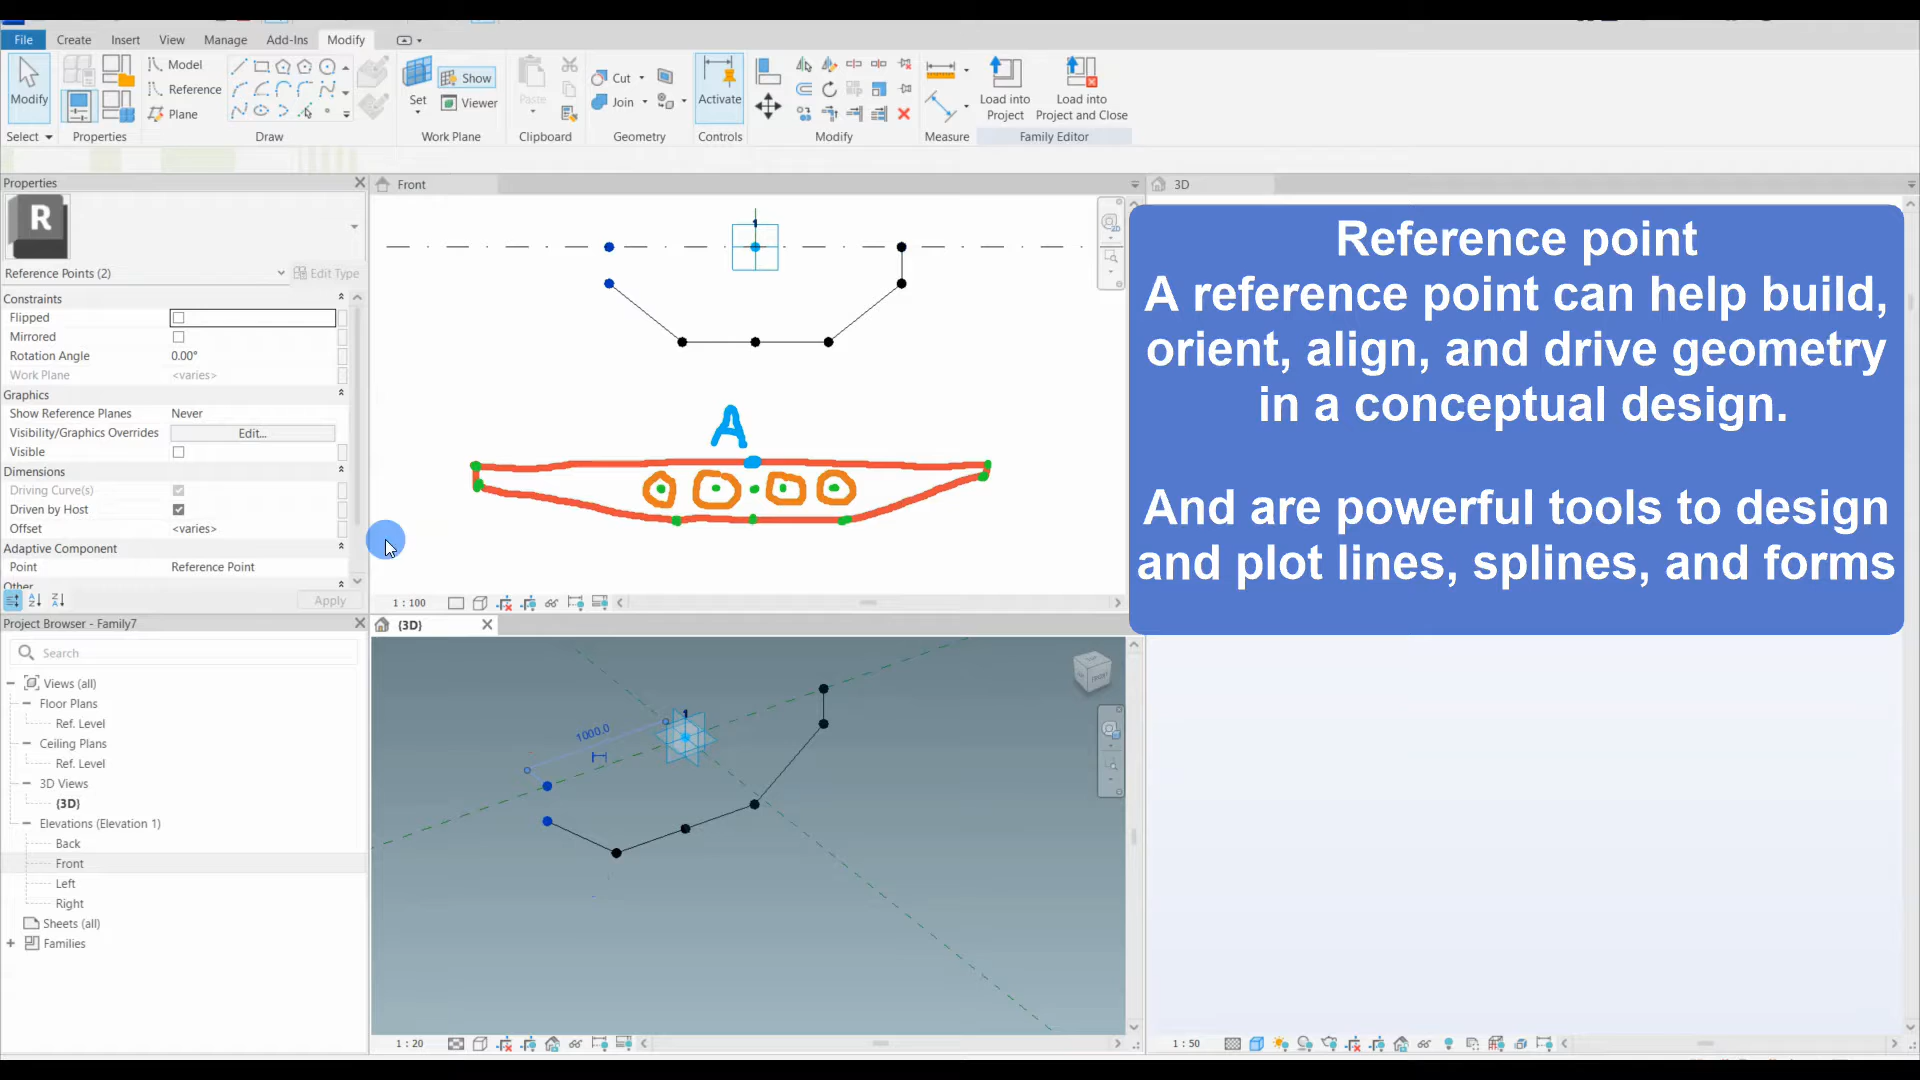 File Create Insert View Manage Add-Ins Modify
Model
Reference
Plane
Show
Viewer
Set
Paste
Cut
Join
Activate
Load into
Project
Load into
Project and Close
Modify
Select Properties Draw Work Plane Clipboard Geometry Controls Modify Measure Family Editor
Properties
R
Reference Points (2)
Edit Type
Constraints
Flipped
Mirrored
Rotation Angle 0.00°
Work Plane <varies>
Graphics
Show Reference Planes Never
Visibility/Graphics Overrides Edit...
Visible
Dimensions
Driving Curve(s)
Driven by Host
Offset <varies>
Adaptive Component
Point Reference Point
Other
Apply
Project Browser - Family7
Search
Views (all)
Floor Plans
Ref. Level
Ceiling Plans
Ref. Level
3D Views
{3D}
Elevations (Elevation 1)
Back
Front
Left
Right
Sheets (all)
Families
Front
1
A
1 : 100
{3D}
1000.0
1
FRONT
1 : 20
3D
Reference point
A reference point can help build,
orient, align, and drive geometry
in a conceptual design.
And are powerful tools to design
and plot lines, splines, and forms
1 : 50